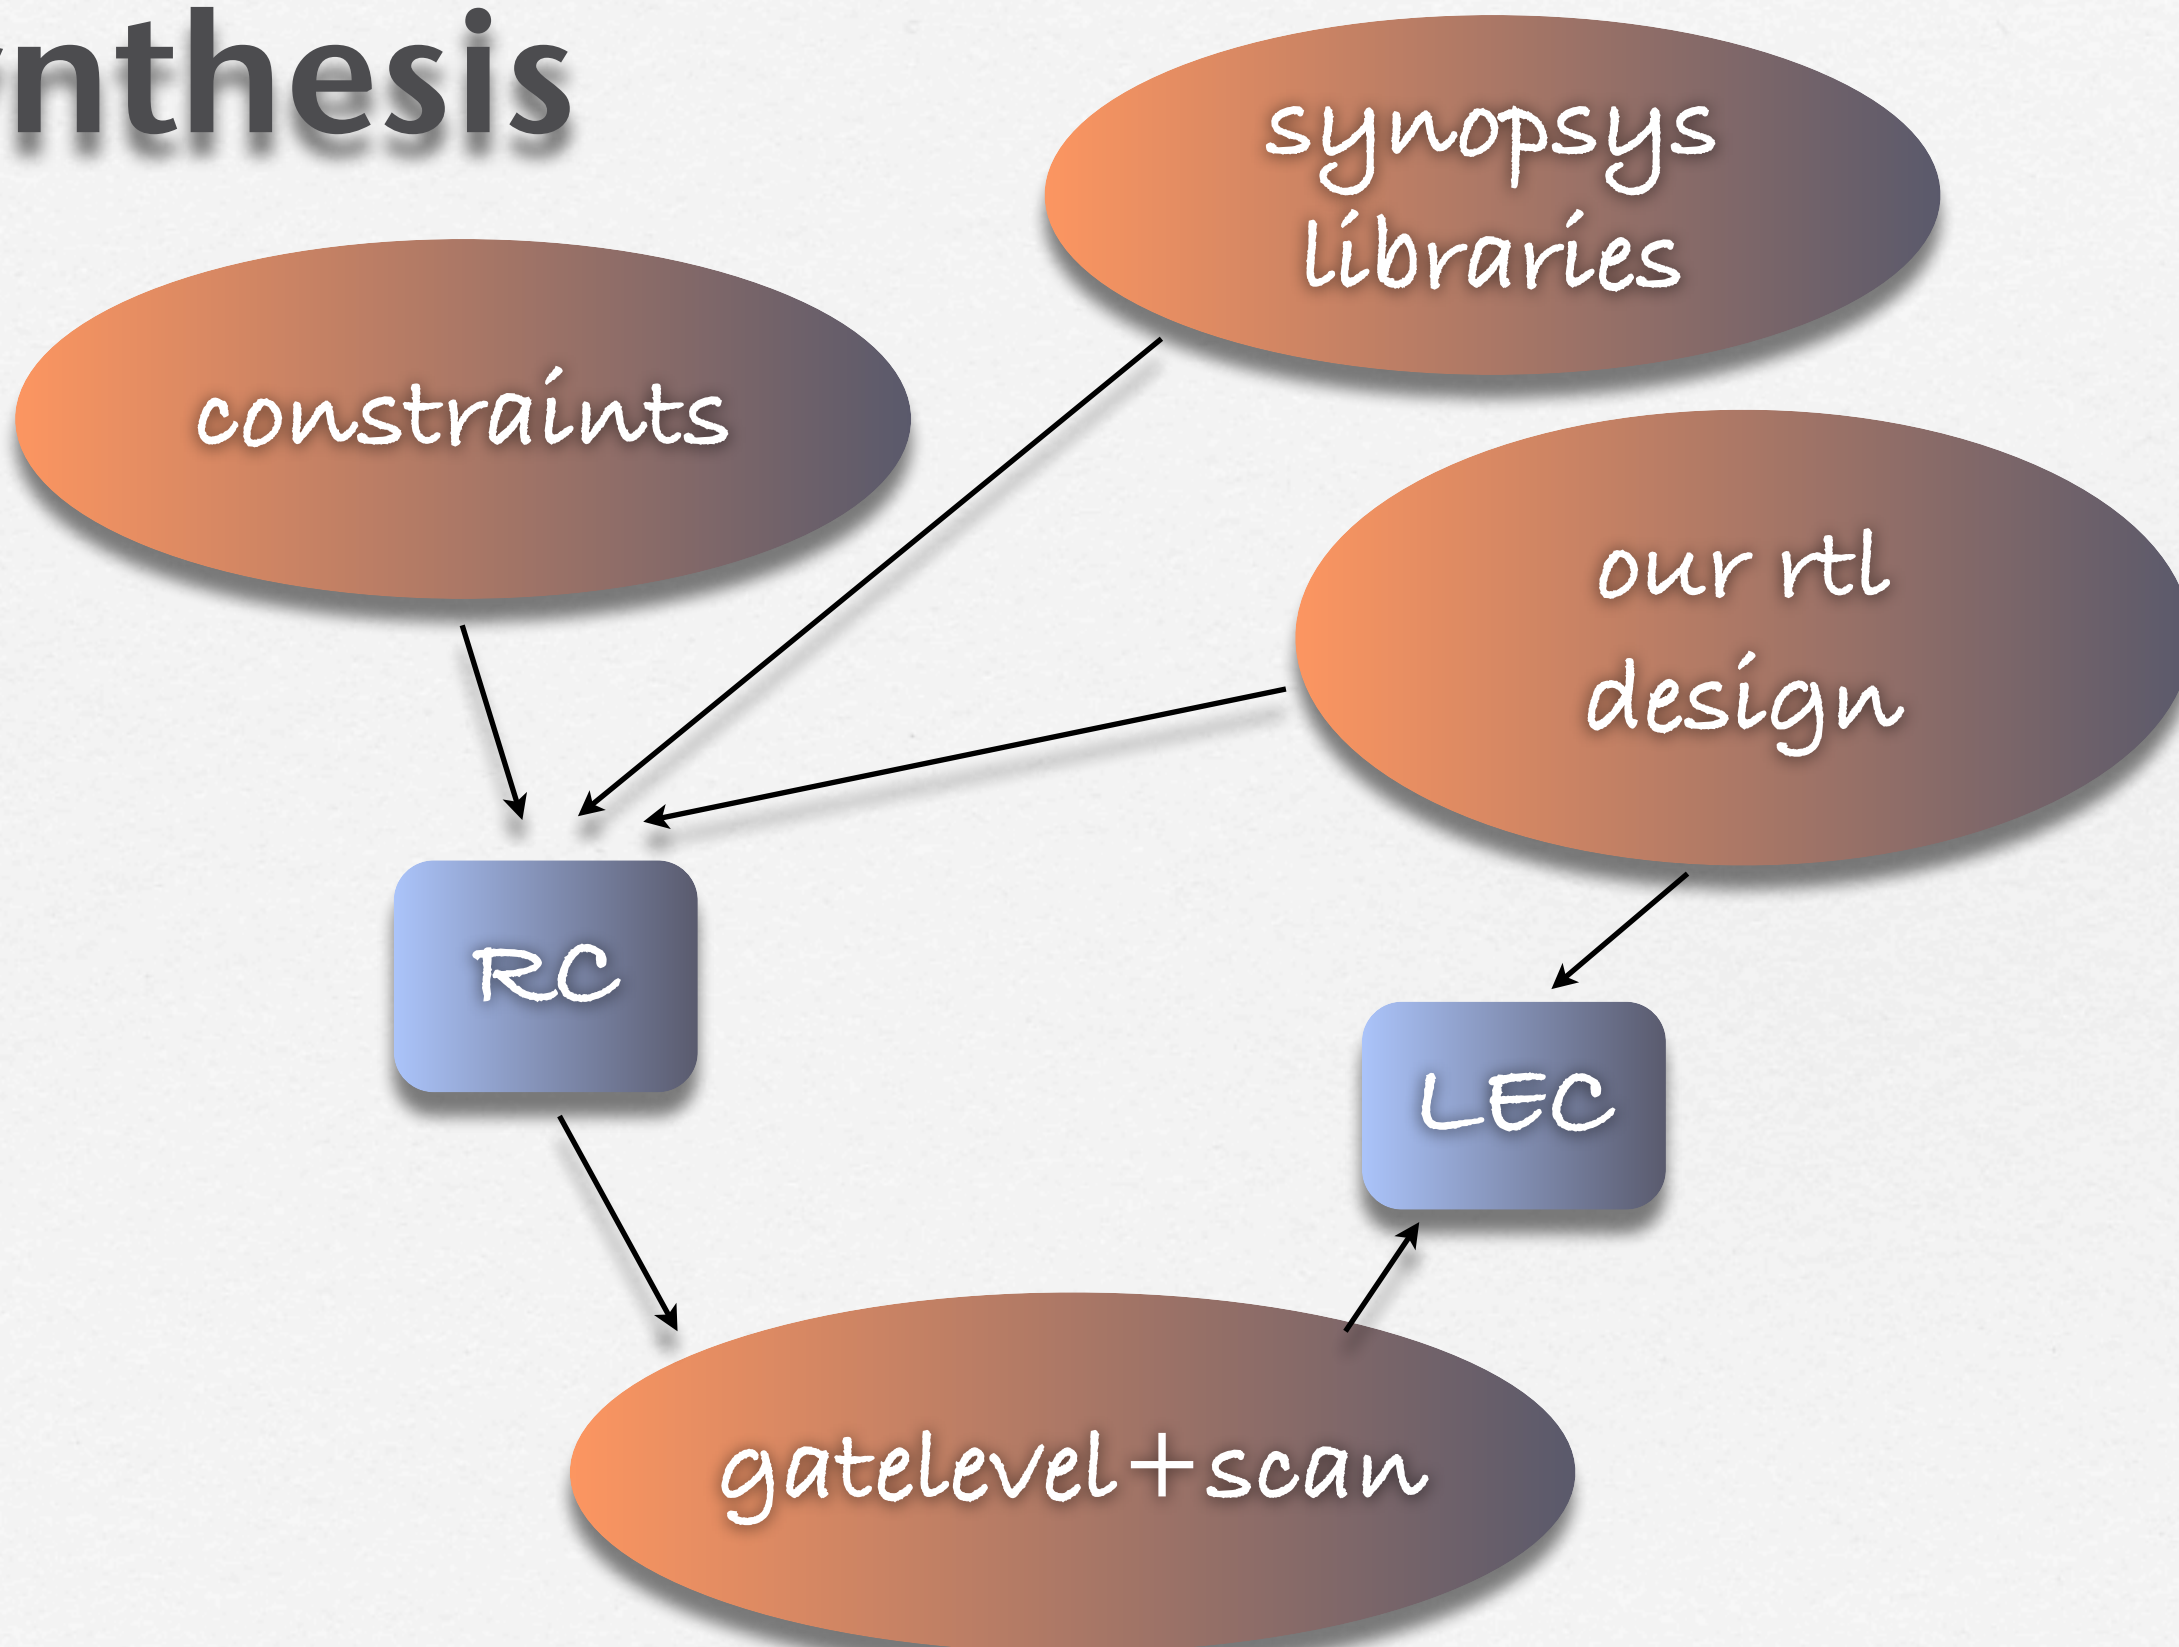 nthesis
synopsys
libraries
constraints
our rtl
design
RC
LEC
gatelevel+scan